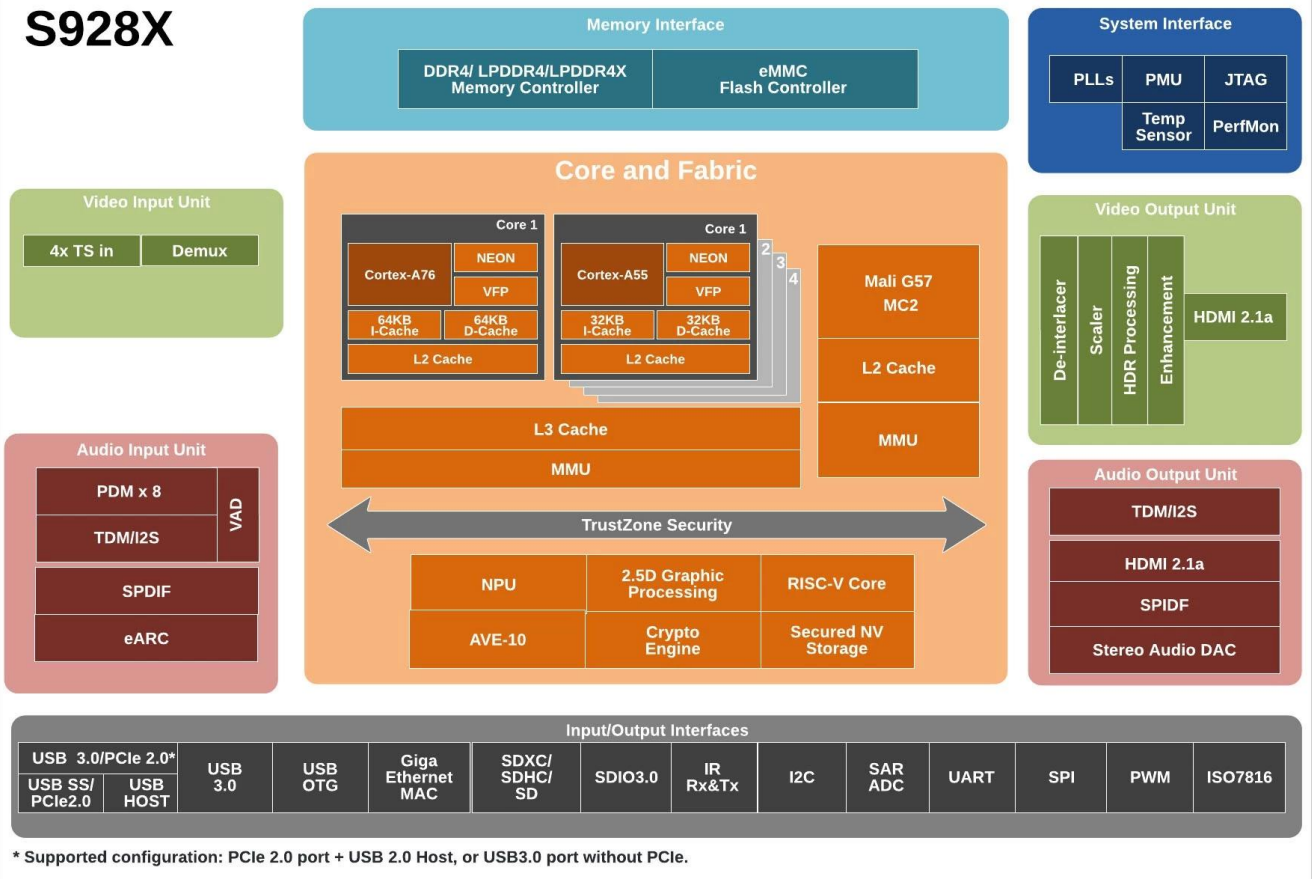 S928X
Memory Interface
DDR4/ LPDDR4/LPDDR4X
Memory Controller
eMMC
Flash Controller
System Interface
PLLs
PMU
JTAG
Temp
Sensor
PerfMon
Video Input Unit
4x TS in
Demux
Core and Fabric
Core 1
Cortex-A76
NEON
VFP
64KB
I-Cache
64KB
D-Cache
L2 Cache
Core 1
Cortex-A55
NEON
VFP
32KB
I-Cache
32KB
D-Cache
L2 Cache
2
3
4
Mali G57
MC2
L2 Cache
MMU
L3 Cache
MMU
TrustZone Security
NPU
2.5D Graphic
Processing
RISC-V Core
AVE-10
Crypto
Engine
Secured NV
Storage
Video Output Unit
De-interlacer
Scaler
HDR Processing
Enhancement
HDMI 2.1a
Audio Input Unit
PDM x 8
TDM/I2S
VAD
SPDIF
eARC
Audio Output Unit
TDM/I2S
HDMI 2.1a
SPIDF
Stereo Audio DAC
Input/Output Interfaces
USB 3.0/PCIe 2.0*
USB SS/
PCIe2.0
USB
HOST
USB
3.0
USB
OTG
Giga
Ethernet
MAC
SDXC/
SDHC/
SD
SDIO3.0
IR
Rx&Tx
I2C
SAR
ADC
UART
SPI
PWM
ISO7816
* Supported configuration: PCIe 2.0 port + USB 2.0 Host, or USB3.0 port without PCIe.